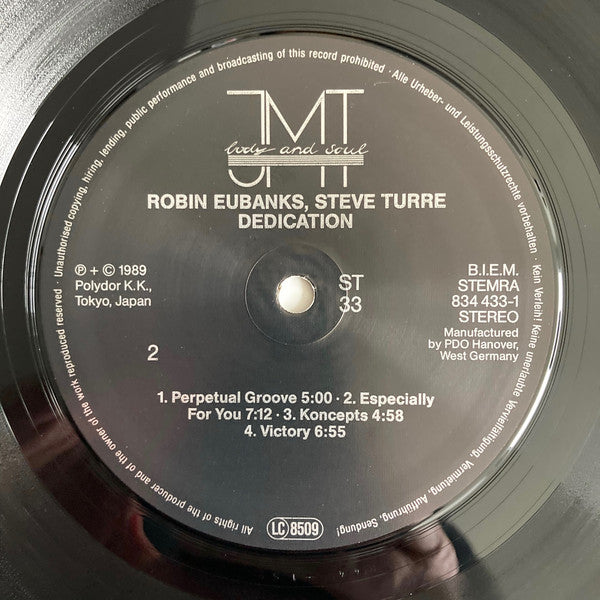 JMT
body and soul
ROBIN EUBANKS, STEVE TURRE
DEDICATION
℗ + © 1989
Polydor K.K.,
Tokyo, Japan
ST
33
B.I.E.M.
STEMRA
834 433-1
STEREO
Manufactured
by PDO Hanover,
West Germany
2
1. Perpetual Groove 5:00 · 2. Especially
For You 7:12 · 3. Koncepts 4:58
4. Victory 6:55
LC 8509
All rights of the producer and of the owner of the work reproduced reserved · Unauthorised copying, hiring, lending, public performance and broadcasting of this record prohibited · Alle Urheber- und Leistungsschutzrechte vorbehalten · Kein Verleih! Keine unerlaubte Vervielfältigung, Vermietung, Aufführung, Sendung!